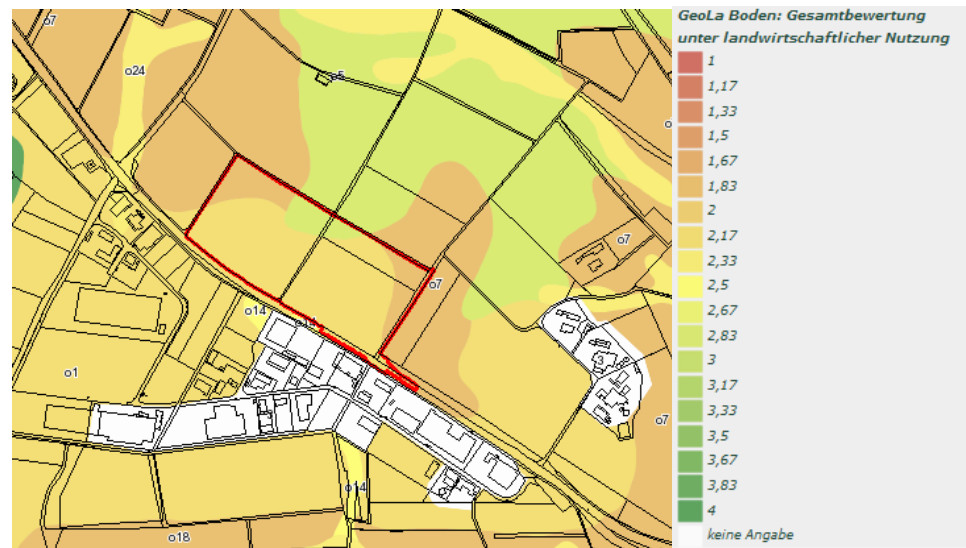 GeoLa Boden: Gesamtbewertung
unter landwirtschaftlicher Nutzung
1
1,17
1,33
1,5
1,67
1,83
2
2,17
2,33
2,5
2,67
2,83
3
3,17
3,33
3,5
3,67
3,83
4
keine Angabe
o7
o24
o5
o7
o7
o14
3
o1
o7
o14
o18